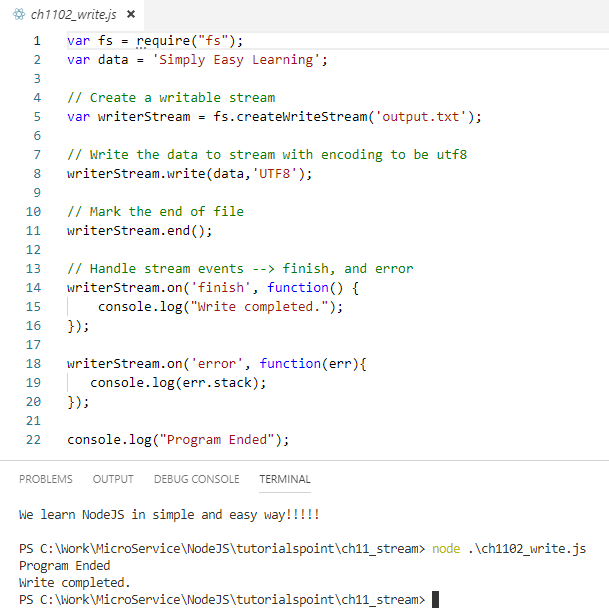 ch1102_write.js ×
1 var fs = require("fs");
2 var data = 'Simply Easy Learning';
3
4 // Create a writable stream
5 var writerStream = fs.createWriteStream('output.txt');
6
7 // Write the data to stream with encoding to be utf8
8 writerStream.write(data,'UTF8');
9
10 // Mark the end of file
11 writerStream.end();
12
13 // Handle stream events --> finish, and error
14 writerStream.on('finish', function() {
15 console.log("Write completed.");
16 });
17
18 writerStream.on('error', function(err){
19 console.log(err.stack);
20 });
21
22 console.log("Program Ended");
PROBLEMS OUTPUT DEBUG CONSOLE TERMINAL
We learn NodeJS in simple and easy way!!!!!
PS C:\Work\MicroService\NodeJS\tutorialspoint\ch11_stream> node .\ch1102_write.js
Program Ended
Write completed.
PS C:\Work\MicroService\NodeJS\tutorialspoint\ch11_stream>